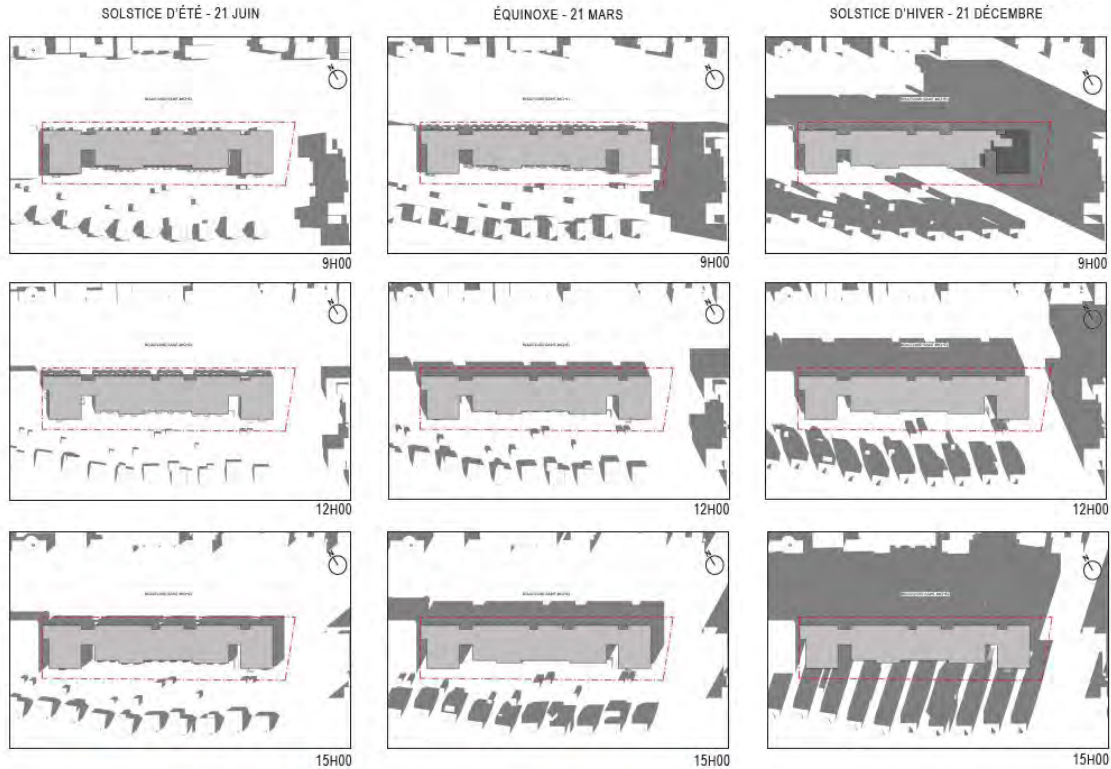 SOLSTICE D'ÉTÉ - 21 JUIN
ÉQUINOXE - 21 MARS
SOLSTICE D'HIVER - 21 DÉCEMBRE
N
N
N
9H00
9H00
9H00
N
N
N
12H00
12H00
12H00
N
N
N
15H00
15H00
15H00